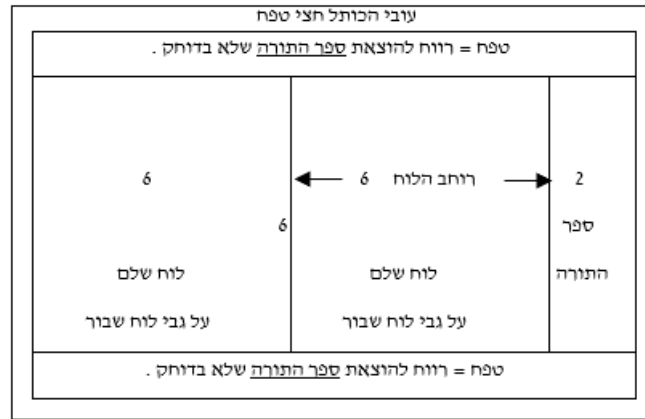 עובי הכותל חצי טפח
טפח = רווח להוצאת ספר התורה שלא בדוחק .
2 רוחב הלוח 6 6
ספר 6
התורה לוח שלם לוח שלם
על גבי לוח שבור על גבי לוח שבור
טפח = רווח להוצאת ספר התורה שלא בדוחק .